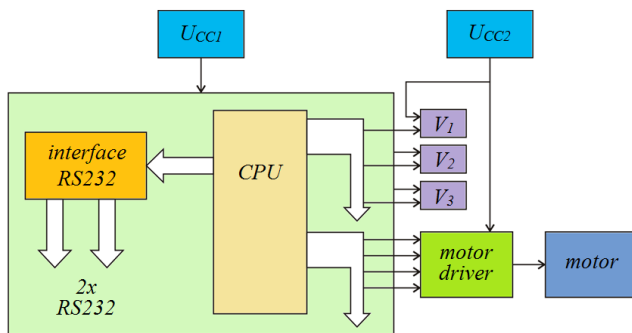 UCC1
UCC2
interface
RS232
CPU
V1
V2
V3
2x
RS232
motor
driver
motor